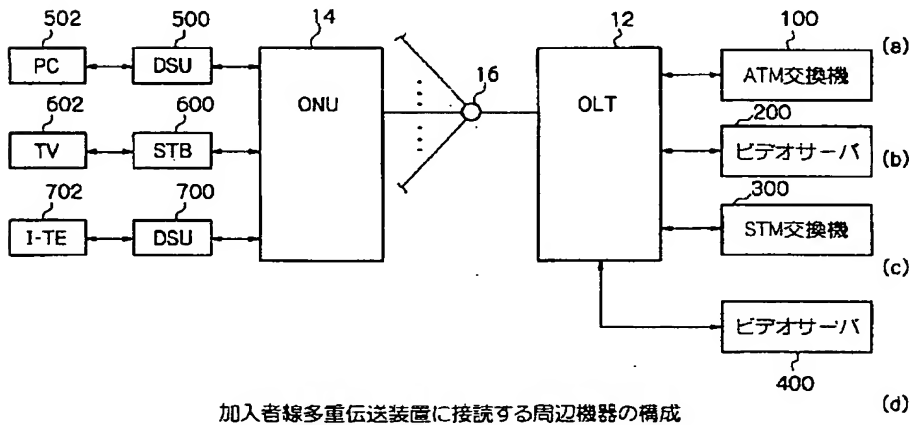 502 500 14 12 100
(a)
PC DSU ONU OLT ATM交換機
602 600 16 200
TV STB ビデオサーバ (b)
702 700 300
I-TE DSU STM交換機
(c)
ビデオサーバ
400
加入者線多重伝送装置に接読する周辺機器の構成 (d)